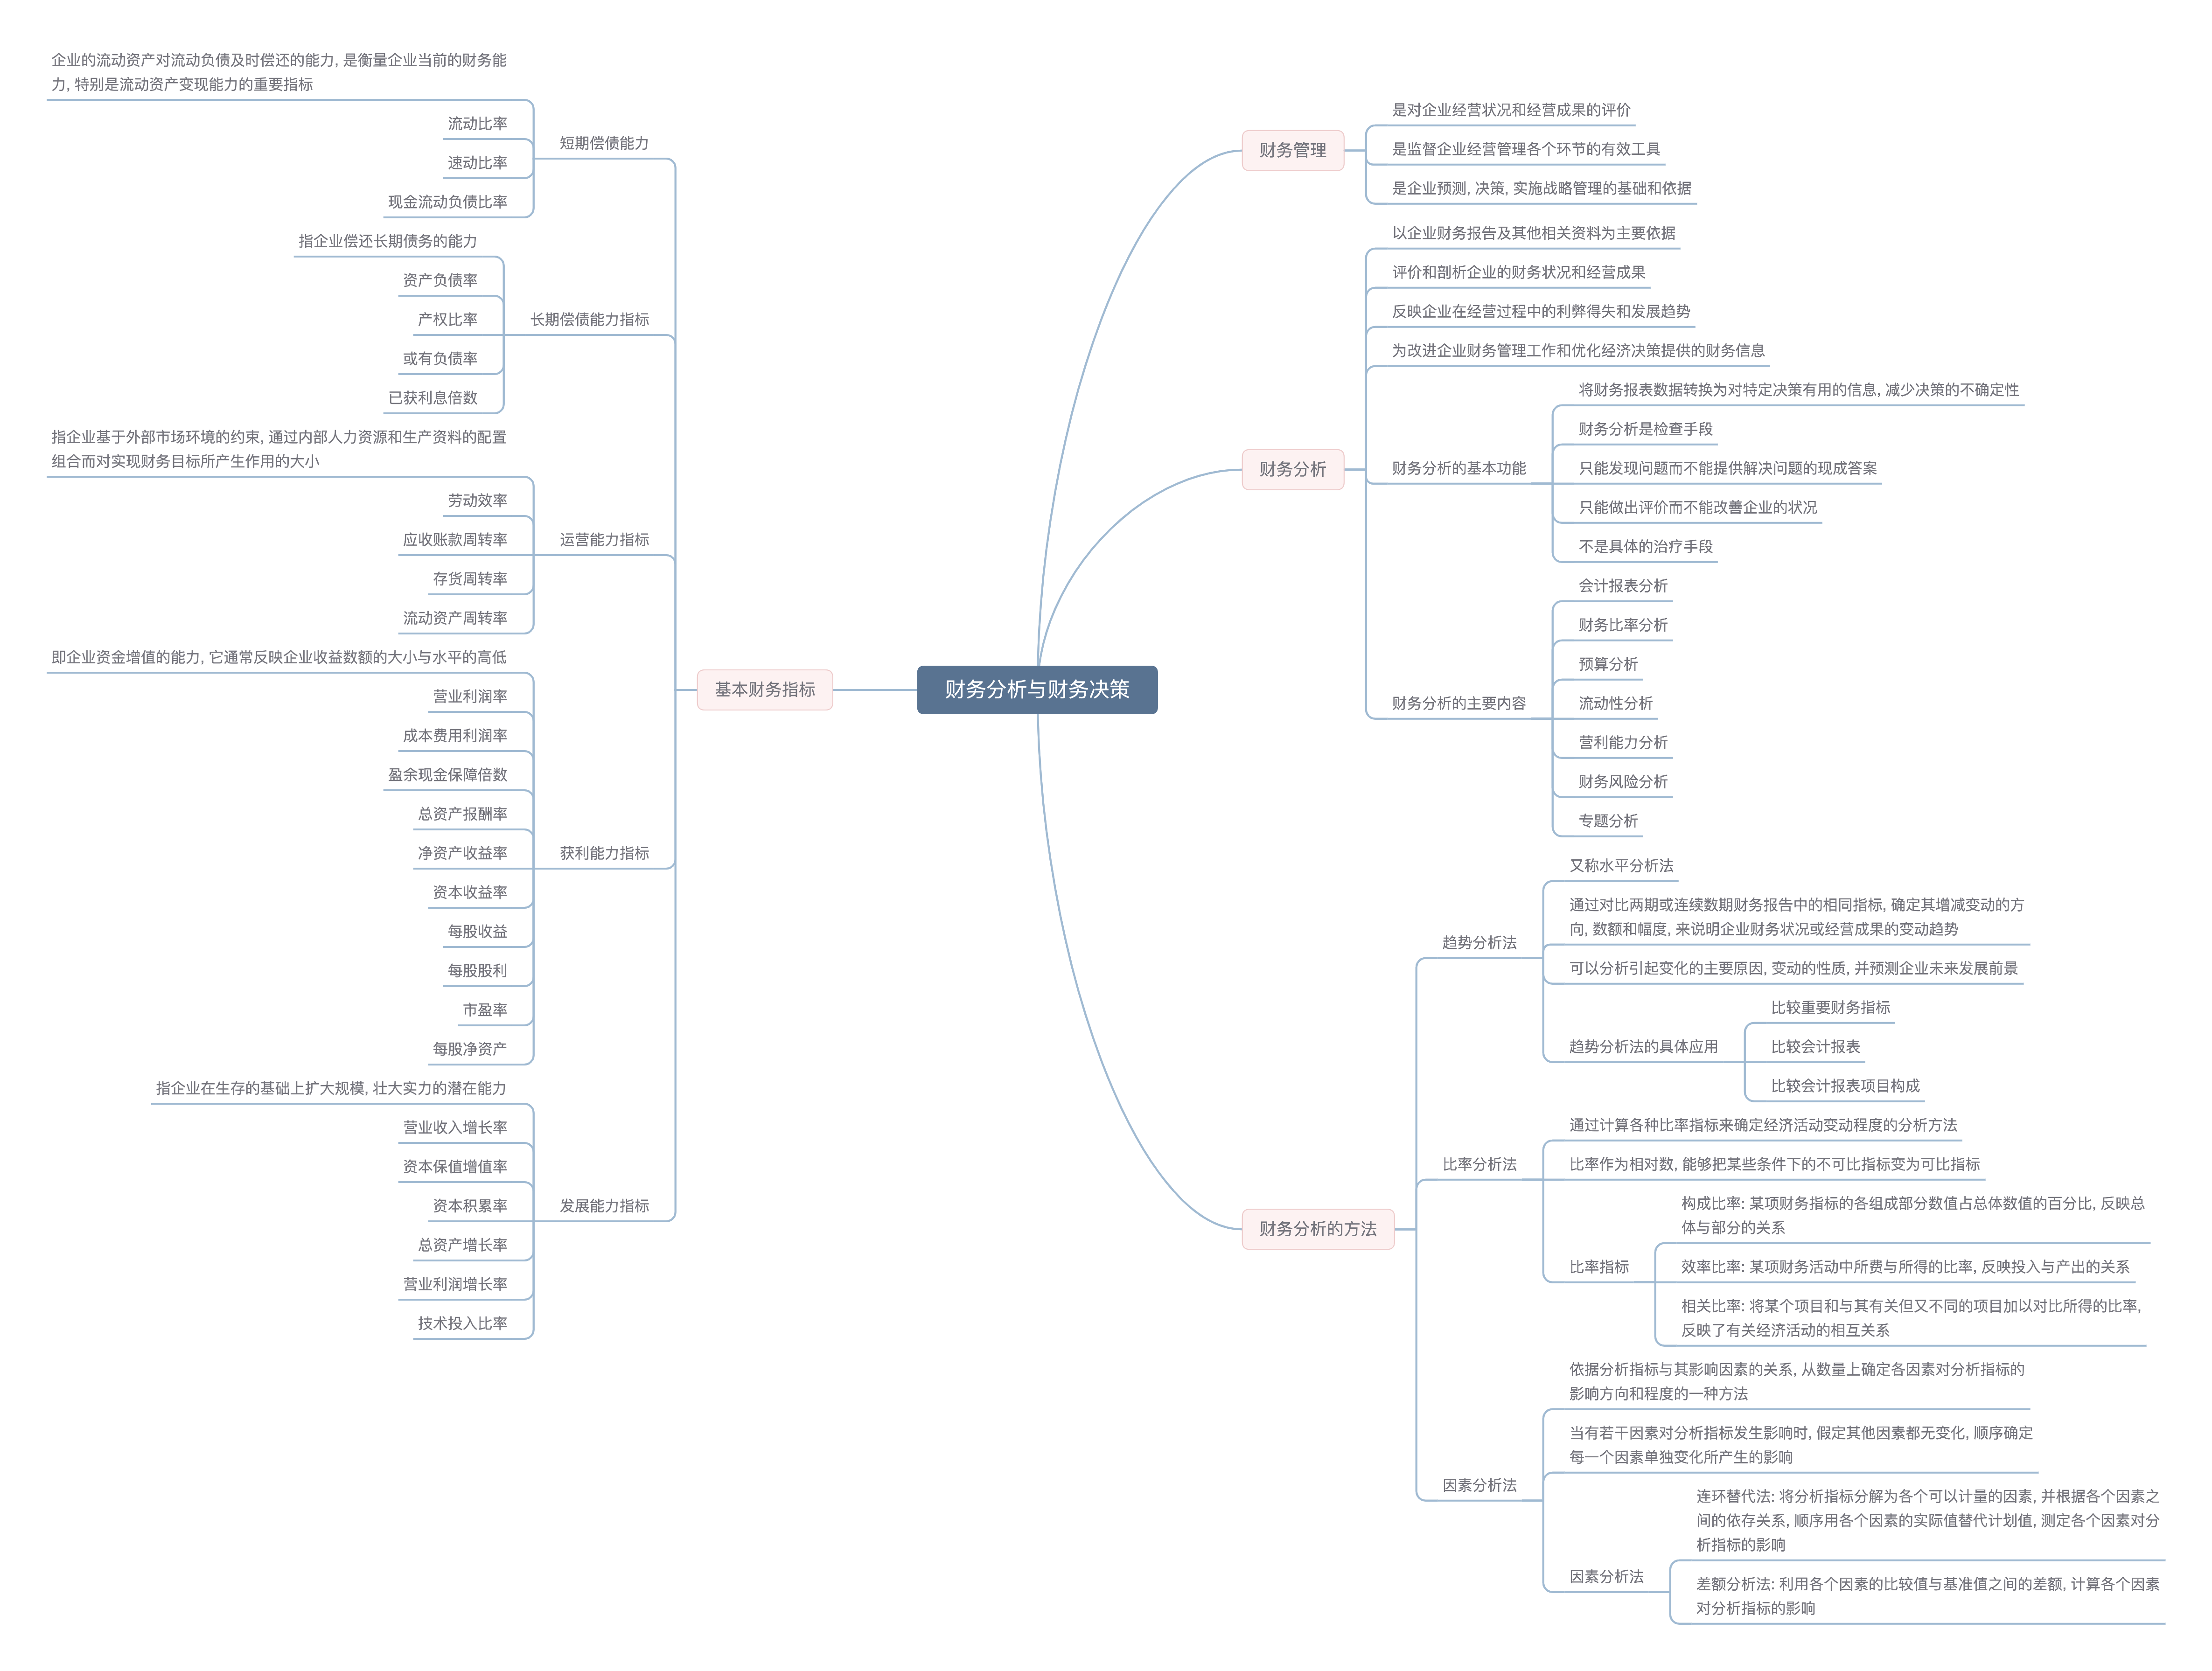 财务分析与财务决策
财务管理
是对企业经营状况和经营成果的评价
是监督企业经营管理各个环节的有效工具
是企业预测, 决策, 实施战略管理的基础和依据
财务分析
以企业财务报告及其他相关资料为主要依据
评价和剖析企业的财务状况和经营成果
反映企业在经营过程中的利弊得失和发展趋势
为改进企业财务管理工作和优化经济决策提供的财务信息
财务分析的基本功能
将财务报表数据转换为对特定决策有用的信息, 减少决策的不确定性
财务分析是检查手段
只能发现问题而不能提供解决问题的现成答案
只能做出评价而不能改善企业的状况
不是具体的治疗手段
财务分析的主要内容
会计报表分析
财务比率分析
预算分析
流动性分析
营利能力分析
财务风险分析
专题分析
财务分析的方法
趋势分析法
又称水平分析法
通过对比两期或连续数期财务报告中的相同指标, 确定其增减变动的方
向, 数额和幅度, 来说明企业财务状况或经营成果的变动趋势
可以分析引起变化的主要原因, 变动的性质, 并预测企业未来发展前景
趋势分析法的具体应用
比较重要财务指标
比较会计报表
比较会计报表项目构成
比率分析法
通过计算各种比率指标来确定经济活动变动程度的分析方法
比率作为相对数, 能够把某些条件下的不可比指标变为可比指标
比率指标
构成比率: 某项财务指标的各组成部分数值占总体数值的百分比, 反映总
体与部分的关系
效率比率: 某项财务活动中所费与所得的比率, 反映投入与产出的关系
相关比率: 将某个项目和与其有关但又不同的项目加以对比所得的比率,
反映了有关经济活动的相互关系
因素分析法
依据分析指标与其影响因素的关系, 从数量上确定各因素对分析指标的
影响方向和程度的一种方法
当有若干因素对分析指标发生影响时, 假定其他因素都无变化, 顺序确定
每一个因素单独变化所产生的影响
因素分析法
连环替代法: 将分析指标分解为各个可以计量的因素, 并根据各个因素之
间的依存关系, 顺序用各个因素的实际值替代计划值, 测定各个因素对分
析指标的影响
差额分析法: 利用各个因素的比较值与基准值之间的差额, 计算各个因素
对分析指标的影响
基本财务指标
短期偿债能力
企业的流动资产对流动负债及时偿还的能力, 是衡量企业当前的财务能
力, 特别是流动资产变现能力的重要指标
流动比率
速动比率
现金流动负债比率
长期偿债能力指标
指企业偿还长期债务的能力
资产负债率
产权比率
或有负债率
已获利息倍数
运营能力指标
指企业基于外部市场环境的约束, 通过内部人力资源和生产资料的配置
组合而对实现财务目标所产生作用的大小
劳动效率
应收账款周转率
存货周转率
流动资产周转率
获利能力指标
即企业资金增值的能力, 它通常反映企业收益数额的大小与水平的高低
营业利润率
成本费用利润率
盈余现金保障倍数
总资产报酬率
净资产收益率
资本收益率
每股收益
每股股利
市盈率
每股净资产
发展能力指标
指企业在生存的基础上扩大规模, 壮大实力的潜在能力
营业收入增长率
资本保值增值率
资本积累率
总资产增长率
营业利润增长率
技术投入比率